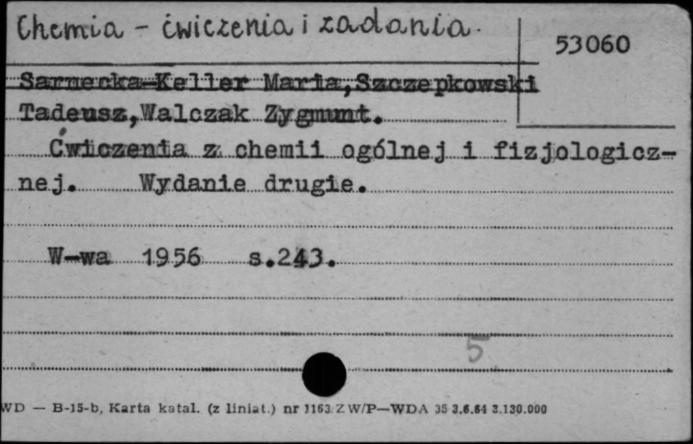 Chemia - ćwiczenia i zadania.
53060
Sarnecka-Keller Maria,Szczepkowski
Tadeusz,Walczak Zygmunt.
Ćwiczenia z chemii ogólnej i fizjologicz-
nej. Wydanie drugie.
W-wa 1956 s.243.
5
WD — B-15-b, Karta katal. (z liniat.) nr 1163 ZW/P—WDA 35 3.6.54 3.130.000